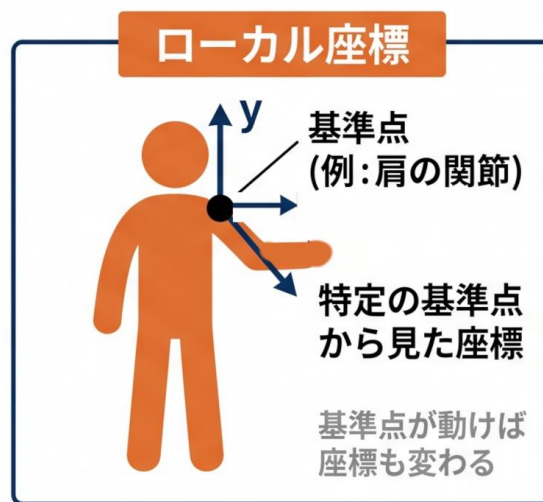 ローカル座標
y
基準点
(例:肩の関節)
特定の基準点
から見た座標
基準点が動けば
座標も変わる